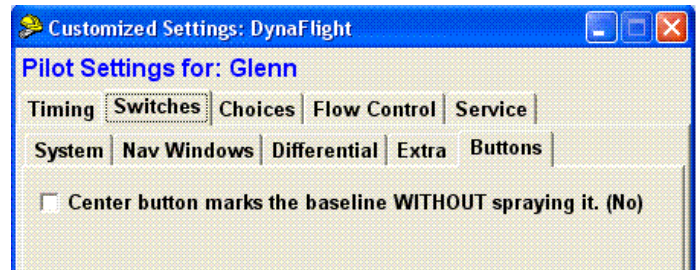 Customized Settings: DynaFlight
Pilot Settings for: Glenn
Timing Switches Choices Flow Control Service
System Nav Windows Differential Extra Buttons
Center button marks the baseline WITHOUT spraying it. (No)